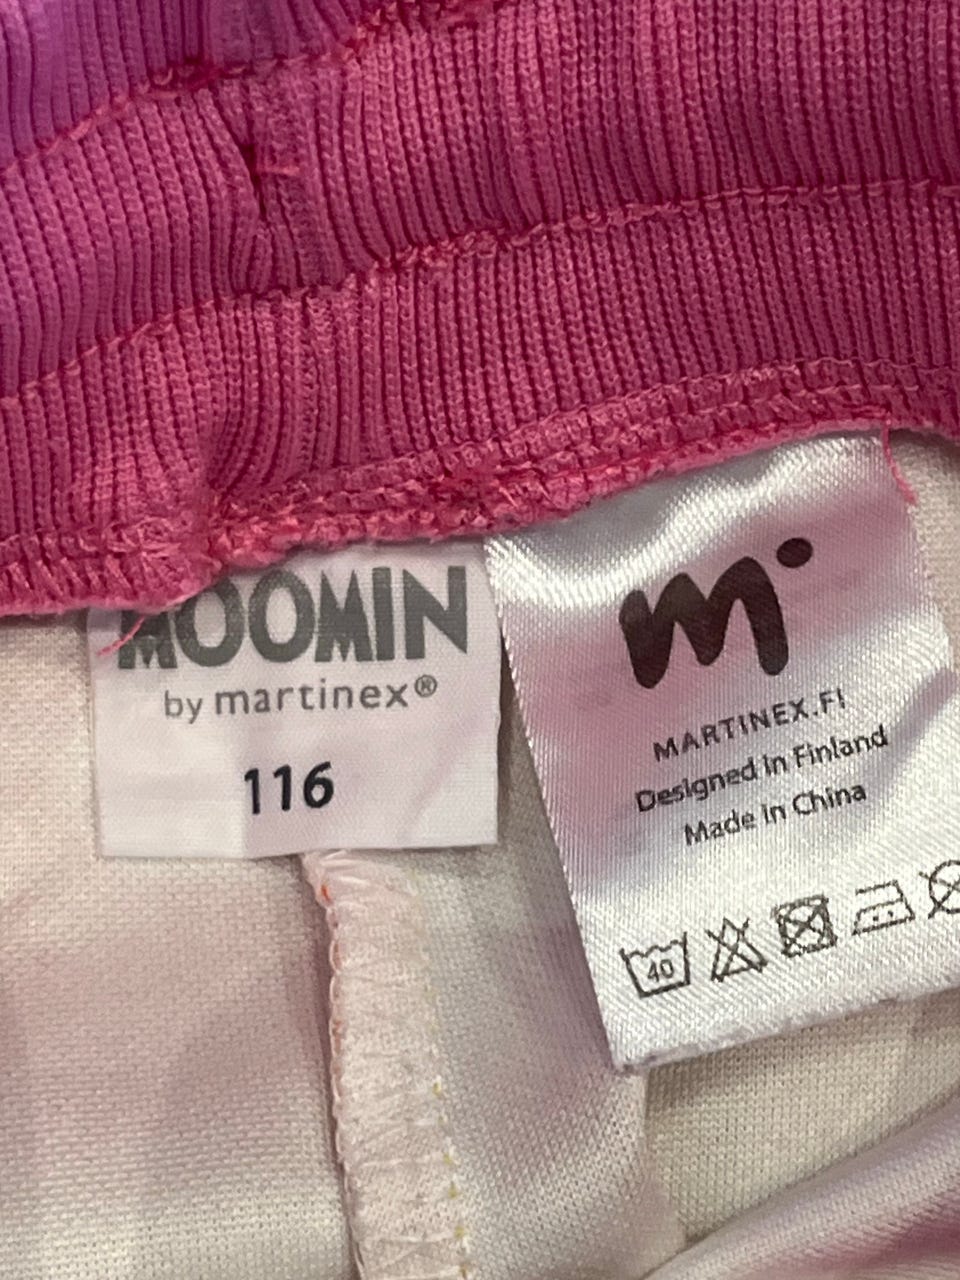 MOOMIN
by martinex®
116
m
MARTINEX.FI
Designed in Finland
Made in China
40